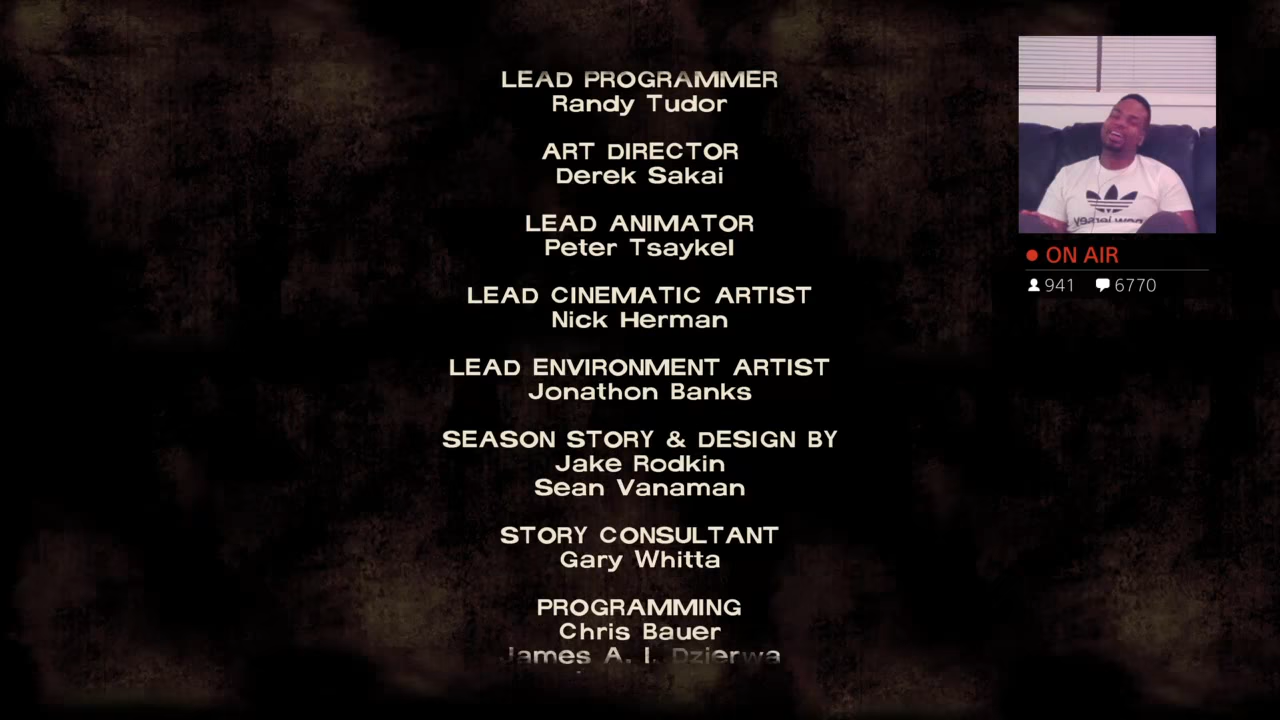 LEAD PROGRAMMER
Randy Tudor
ART DIRECTOR
Derek Sakai
LEAD ANIMATOR
Peter Tsaykel
LEAD CINEMATIC ARTIST
Nick Herman
LEAD ENVIRONMENT ARTIST
Jonathon Banks
SEASON STORY & DESIGN BY
Jake Rodkin
Sean Vanaman
STORY CONSULTANT
Gary Whitta
PROGRAMMING
Chris Bauer
James A. I. Dzierwa
ON AIR
941 6770